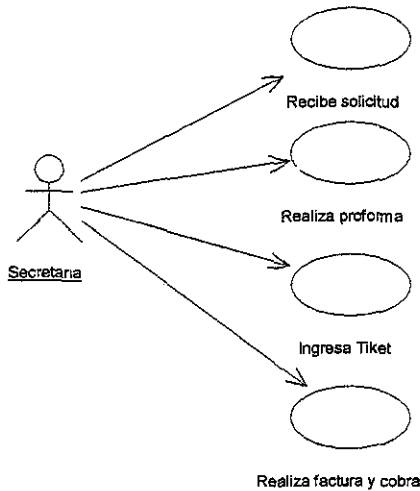 Recibe solicitud
Realiza proforma
Secretaria
Ingresa Tiket
Realiza factura y cobra